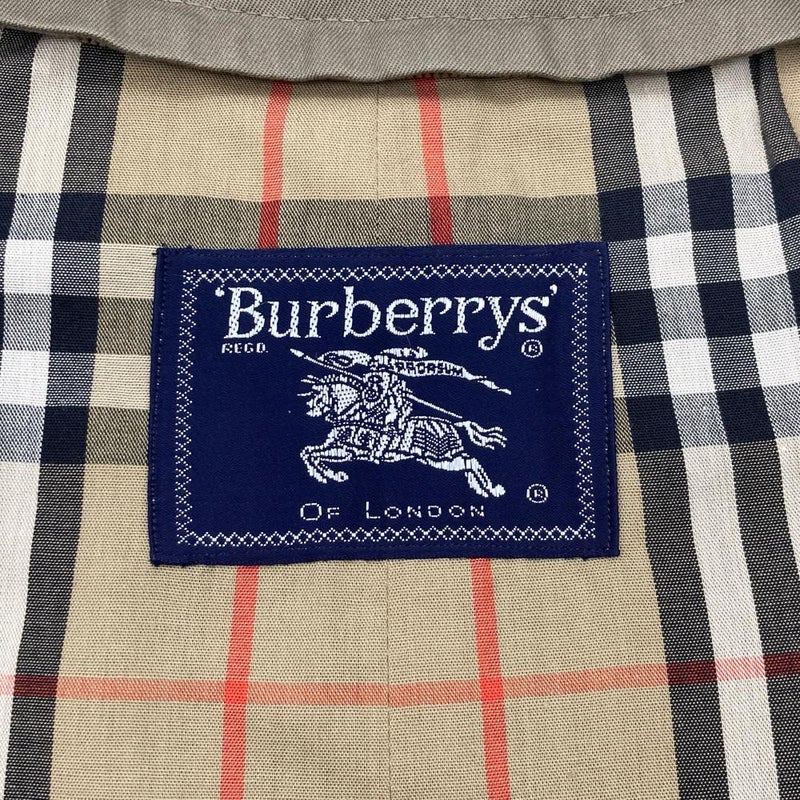 'Burberrys'
REGD. ®
PRORSUM
® 
OF LONDON